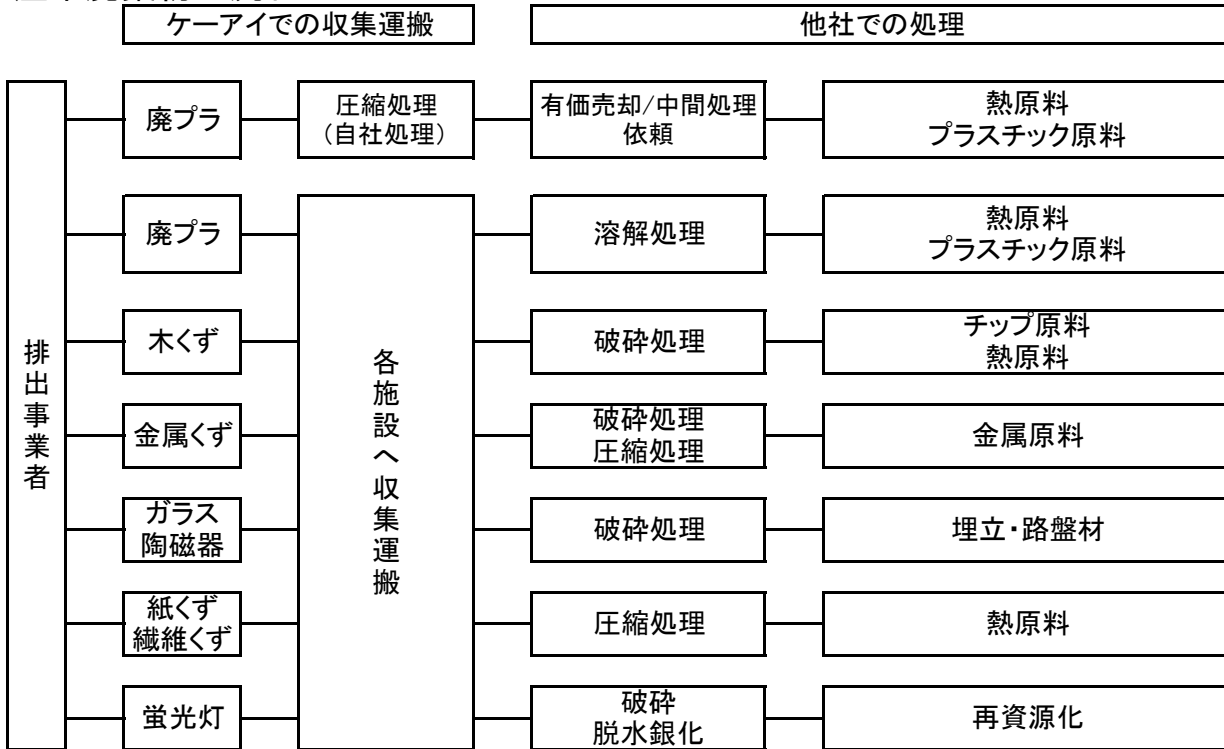 ケーアイでの収集運搬
他社での処理
排出事業者
廃プラ
圧縮処理
(自社処理)
有価売却/中間処理
依頼
熱原料
プラスチック原料
各施設へ収集運搬
廃プラ
溶解処理
熱原料
プラスチック原料
木くず
破砕処理
チップ原料
熱原料
金属くず
破砕処理
圧縮処理
金属原料
ガラス
陶磁器
破砕処理
埋立・路盤材
紙くず
繊維くず
圧縮処理
熱原料
蛍光灯
破砕
脱水銀化
再資源化